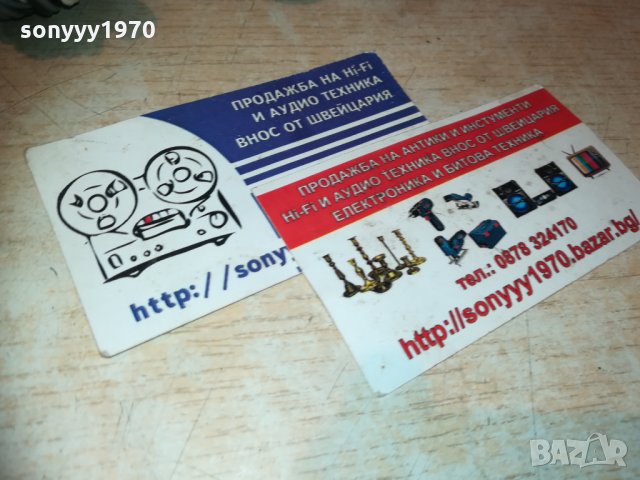 sonyyy1970
ПРОДАЖБА НА Hi-Fi
И АУДИО ТЕХНИКА
ВНОС ОТ ШВЕЙЦАРИЯ
http://sony
ПРОДАЖБА НА АНТИКИ И ИНСТУМЕНТИ
Hi-Fi И АУДИО ТЕХНИКА ВНОС ОТ ШВЕЙЦАРИЯ
ЕЛЕКТРОНИКА И БИТОВА ТЕХНИКА
тел.: 0878 324170
http://sonyyy1970.bazar.bg/
BAZAR
bg